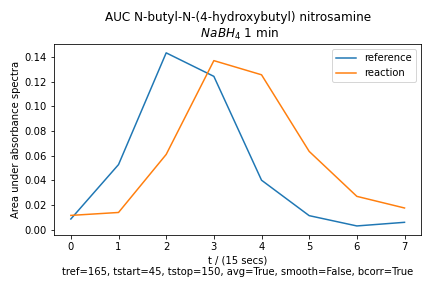 AUC N-butyl-N-(4-hydroxybutyl) nitrosamine
NaBH₄ 1 min
reference
reaction
Area under absorbance spectra
0.14
0.12
0.10
0.08
0.06
0.04
0.02
0.00
0 1 2 3 4 5 6 7
t / (15 secs)
tref=165, tstart=45, tstop=150, avg=True, smooth=False, bcorr=True